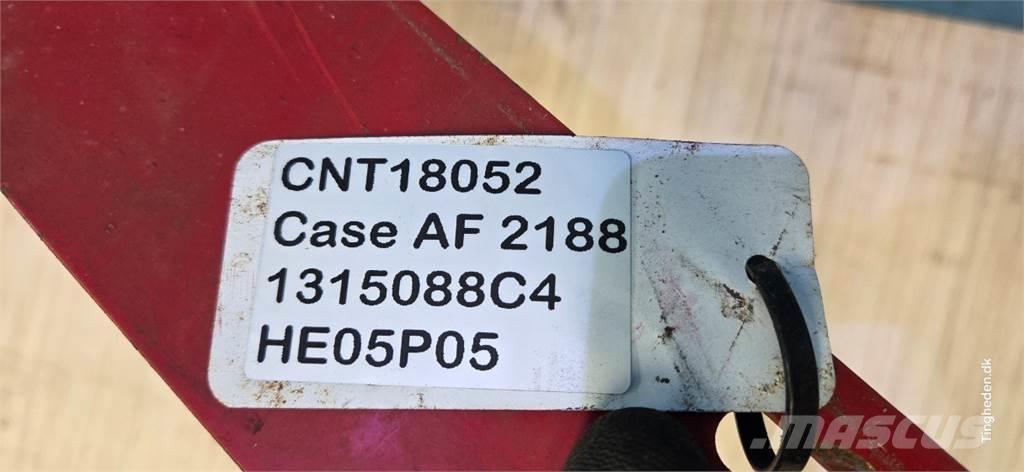 CNT18052
Case AF 2188
1315088C4
HE05P05
Tingheden.dk
MASCUS